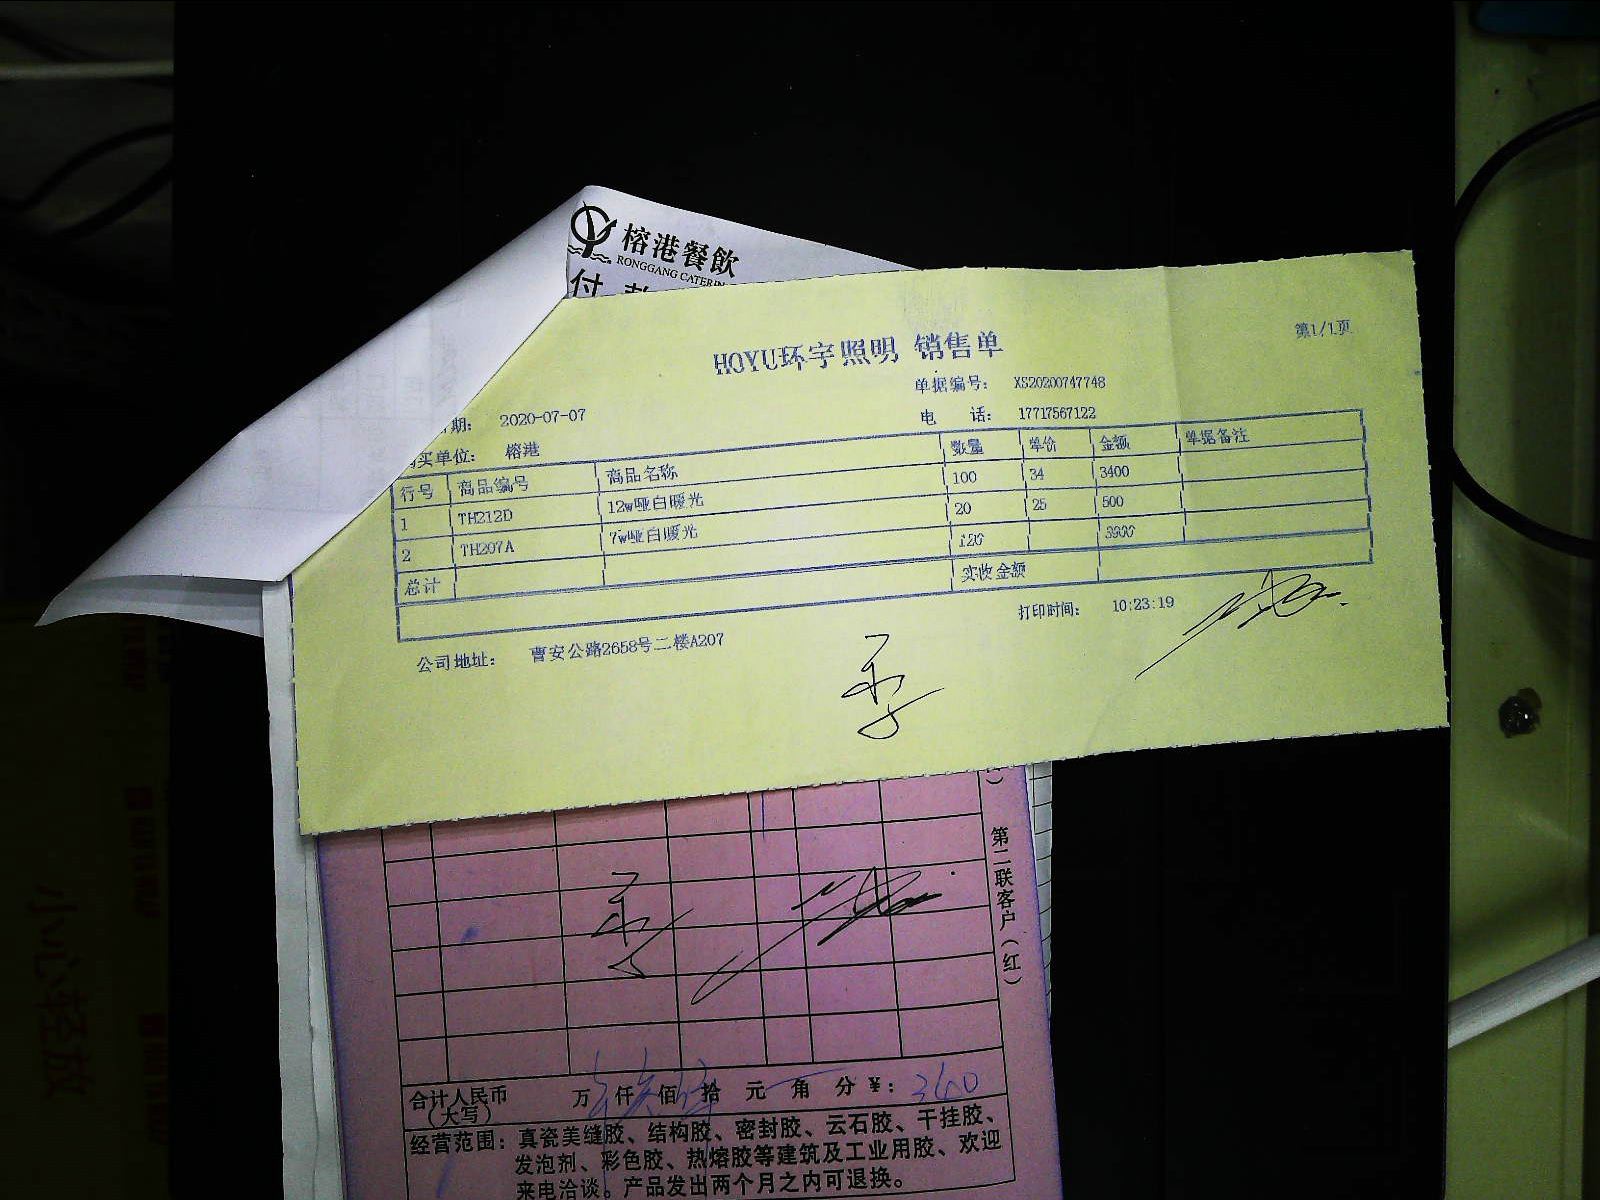 榕港餐飲
RONGGANG CATERIN
付 款
HOYU环宇照明 销售单
第1/1页
单据编号： XS20200747748
期： 2020-07-07
电 话： 17717567122
买单位： 榕港
行号 商品编号 商品名称 数量 单价 金额 单据备注
1 TH212D 12w哑白暖光 100 34 3400
2 TH207A 7w哑白暖光 20 25 500
总计 120 3900
实收金额
打印时间： 10:23:19
公司地址： 曹安公路2658号二楼A207
第二联客户（红）
合计人民币（大写） 万 仟 佰 拾 元 角 分 ¥：
经营范围：真瓷美缝胶、结构胶、密封胶、云石胶、干挂胶、
发泡剂、彩色胶、热熔胶等建筑及工业用胶、欢迎
来电洽谈。产品发出两个月之内可退换。
小心轻放